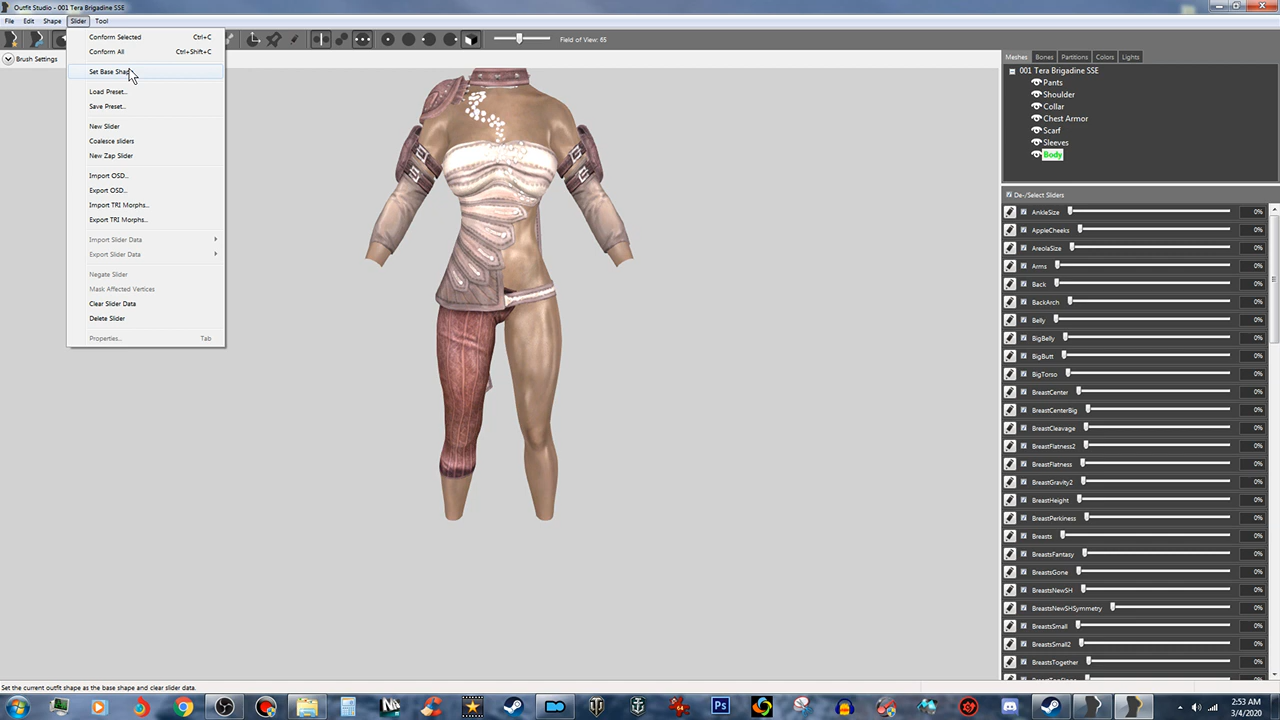 Outfit Studio - 001 Tera Brigadine SSE
File Edit Shape Slider Tool
Conform Selected Ctrl+C
Conform All Ctrl+Shift+C
Set Base Shape
Load Preset...
Save Preset...
New Slider
Coalesce sliders
New Zap Slider
Import OSD...
Export OSD...
Import TRI Morphs...
Export TRI Morphs...
Import Slider Data
Export Slider Data
Negate Slider
Mask Affected Vertices
Clear Slider Data
Delete Slider
Properties... Tab
Field of View: 65
Brush Settings
Meshes Bones Partitions Colors Lights
001 Tera Brigadine SSE
Pants
Shoulder
Collar
Chest Armor
Scarf
Sleeves
Body
De-/Select Sliders
AnkleSize 0%
AppleCheeks 0%
AreolaSize 0%
Arms 0%
Back 0%
BackArch 0%
Belly 0%
BigBelly 0%
BigButt 0%
BigTorso 0%
BreastCenter 0%
BreastCenterBig 0%
BreastCleavage 0%
BreastFlatness2 0%
BreastFlatness 0%
BreastGravity2 0%
BreastHeight 0%
BreastPerkiness 0%
Breasts 0%
BreastsFantasy 0%
BreastsGone 0%
BreastsNewSH 0%
BreastsNewSHSymmetry 0%
BreastsSmall 0%
BreastsSmall2 0%
BreastsTogether 0%
Set the current outfit shape as the base shape and clear slider data.
2:53 AM
3/4/2020